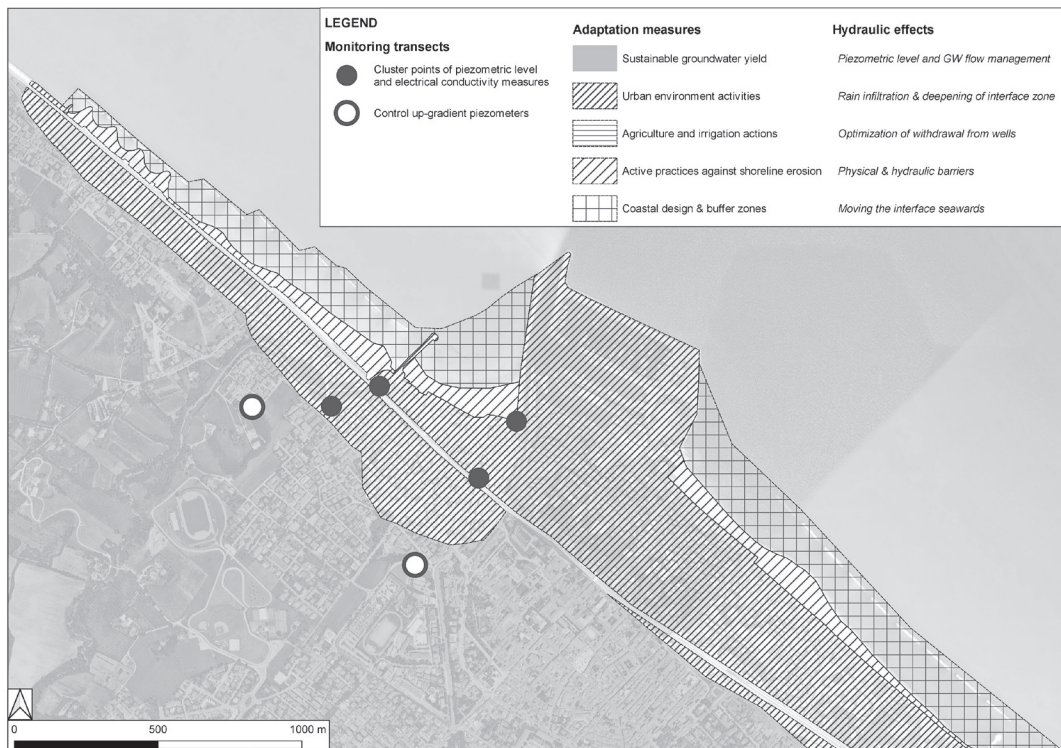 LEGEND
Monitoring transects
Cluster points of piezometric level
and electrical conductivity measures
Control up-gradient piezometers
Adaptation measures
Sustainable groundwater yield
Urban environment activities
Agriculture and irrigation actions
Active practices against shoreline erosion
Coastal design & buffer zones
Hydraulic effects
Piezometric level and GW flow management
Rain infiltration & deepening of interface zone
Optimization of withdrawal from wells
Physical & hydraulic barriers
Moving the interface seawards
0 500 1000 m